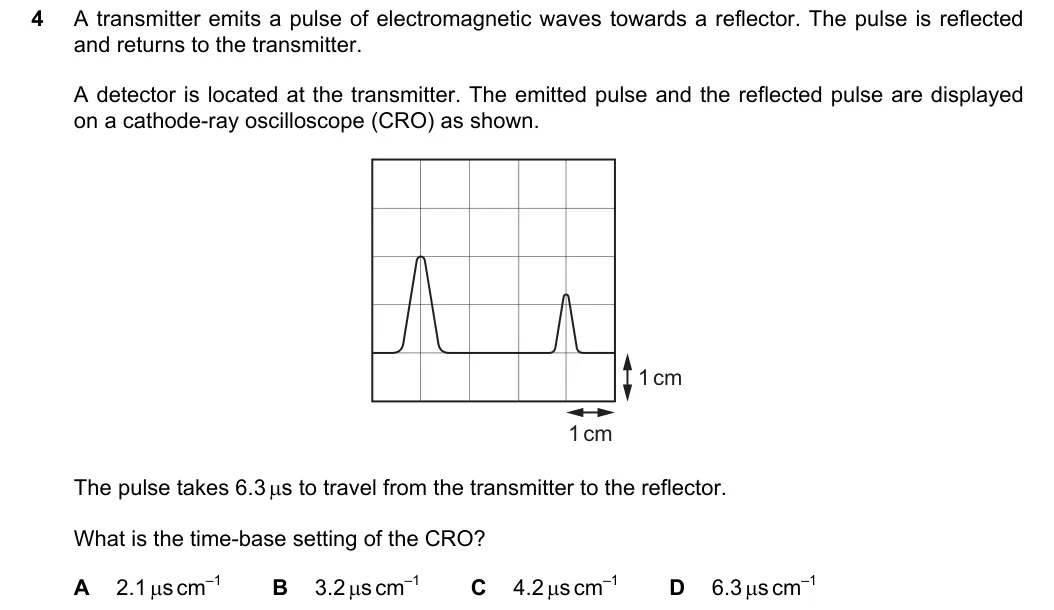 4 A transmitter emits a pulse of electromagnetic waves towards a reflector. The pulse is reflected
and returns to the transmitter.
A detector is located at the transmitter. The emitted pulse and the reflected pulse are displayed
on a cathode-ray oscilloscope (CRO) as shown.
1 cm
1 cm
The pulse takes 6.3 μs to travel from the transmitter to the reflector.
What is the time-base setting of the CRO?
A 2.1 μs cm⁻¹ B 3.2 μs cm⁻¹ C 4.2 μs cm⁻¹ D 6.3 μs cm⁻¹